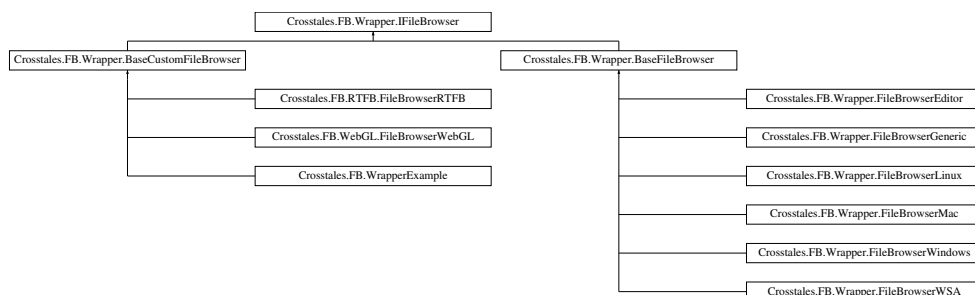 Crosstales.FB.Wrapper.IFileBrowser
Crosstales.FB.Wrapper.BaseCustomFileBrowser
Crosstales.FB.Wrapper.BaseFileBrowser
Crosstales.FB.RTFB.FileBrowserRTFB
Crosstales.FB.Wrapper.FileBrowserEditor
Crosstales.FB.WebGL.FileBrowserWebGL
Crosstales.FB.Wrapper.FileBrowserGeneric
Crosstales.FB.WrapperExample
Crosstales.FB.Wrapper.FileBrowserLinux
Crosstales.FB.Wrapper.FileBrowserMac
Crosstales.FB.Wrapper.FileBrowserWindows
Crosstales.FB.Wrapper.FileBrowserWSA